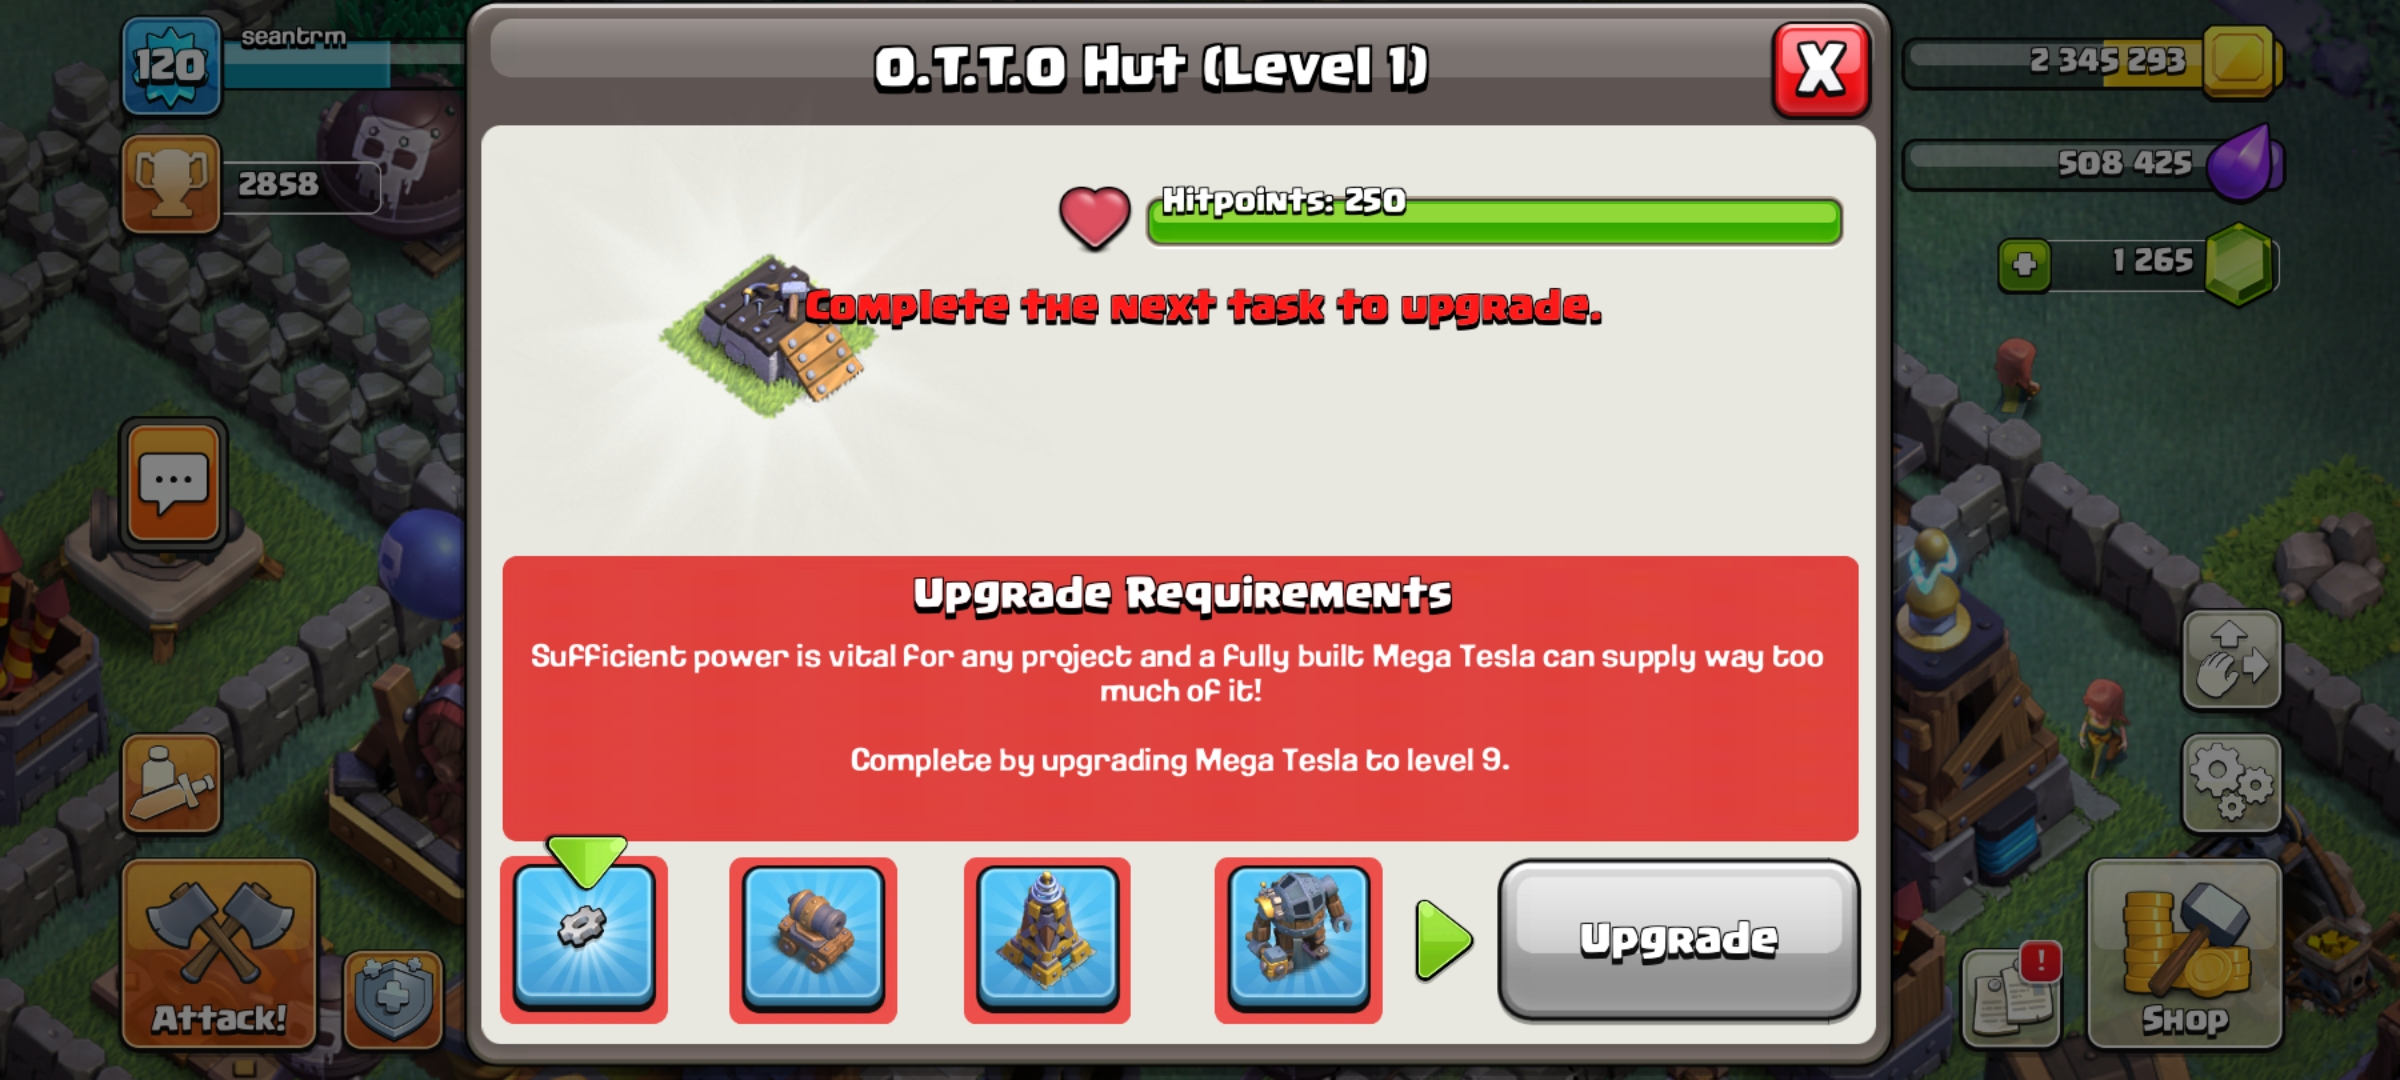 120
seantrm
2858
O.T.T.O Hut (Level 1)
X
2 345 293
508 425
1 265
Hitpoints: 250
Complete the next task to upgrade.
Upgrade Requirements
Sufficient power is vital for any project and a fully built Mega Tesla can supply way too
much of it!
Complete by upgrading Mega Tesla to level 9.
Upgrade
Attack!
!
Shop